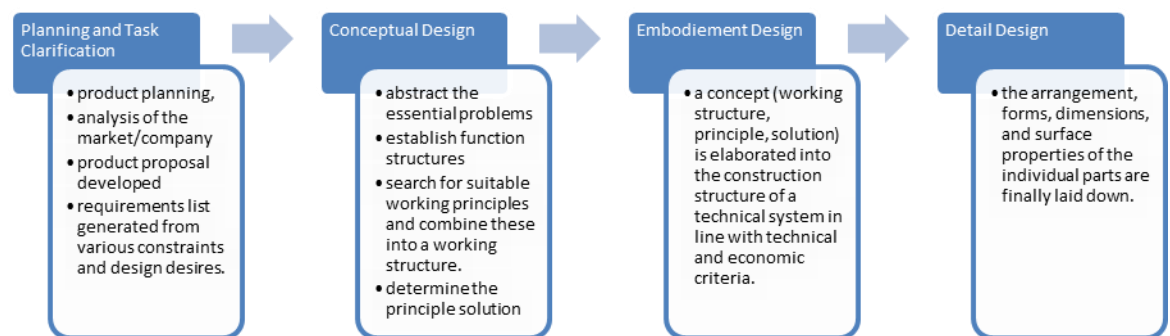 Planning and Task
Clarification
• product planning,
• analysis of the
market/company
• product proposal
developed
• requirements list
generated from
various constraints
and design desires.
Conceptual Design
• abstract the
essential problems
• establish function
structures
• search for suitable
working principles
and combine these
into a working
structure.
• determine the
principle solution
Embodiement Design
• a concept (working
structure,
principle, solution)
is elaborated into
the construction
structure of a
technical system in
line with technical
and economic
criteria.
Detail Design
• the arrangement,
forms, dimensions,
and surface
properties of the
individual parts are
finally laid down.